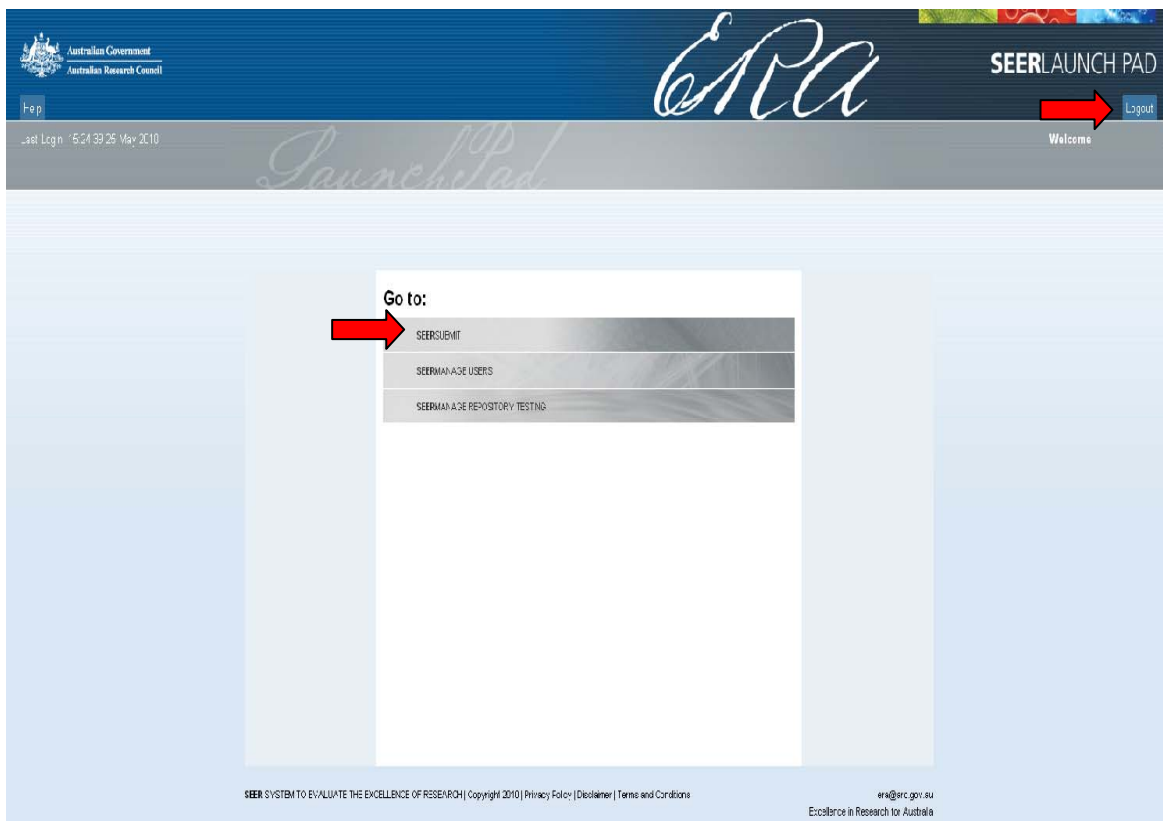 Australian Government
Australian Research Council
ERA
SEERLAUNCH PAD
Help
Logout
Last Login 15:24:39 25 May 2010
Welcome
LaunchPad
Go to:
SEERSUBMIT
SEERMANAGE USERS
SEERMANAGE REPOSITORY TESTING
SEER SYSTEM TO EVALUATE THE EXCELLENCE OF RESEARCH | Copyright 2010 | Privacy Policy | Disclaimer | Terms and Conditions
era@arc.gov.au
Excellence in Research for Australia